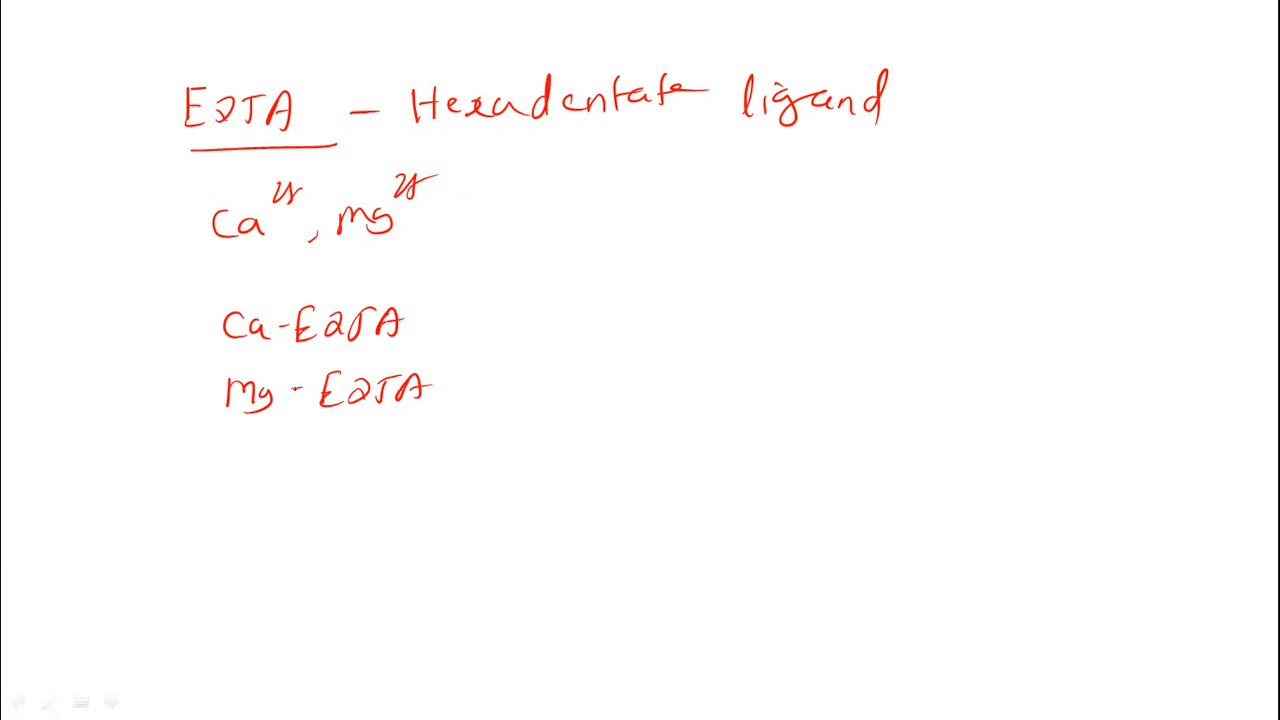 EDTA - Hexadentate ligand
Ca²⁺, Mg²⁺
Ca-EDTA
Mg-EDTA